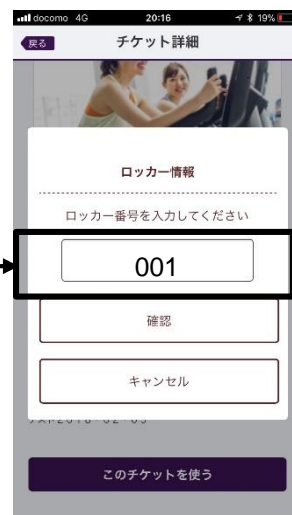 docomo 4G 20:16 19%
戻る チケット詳細
ロッカー情報
ロッカー番号を入力してください
001
確認
キャンセル
このチケットを使う